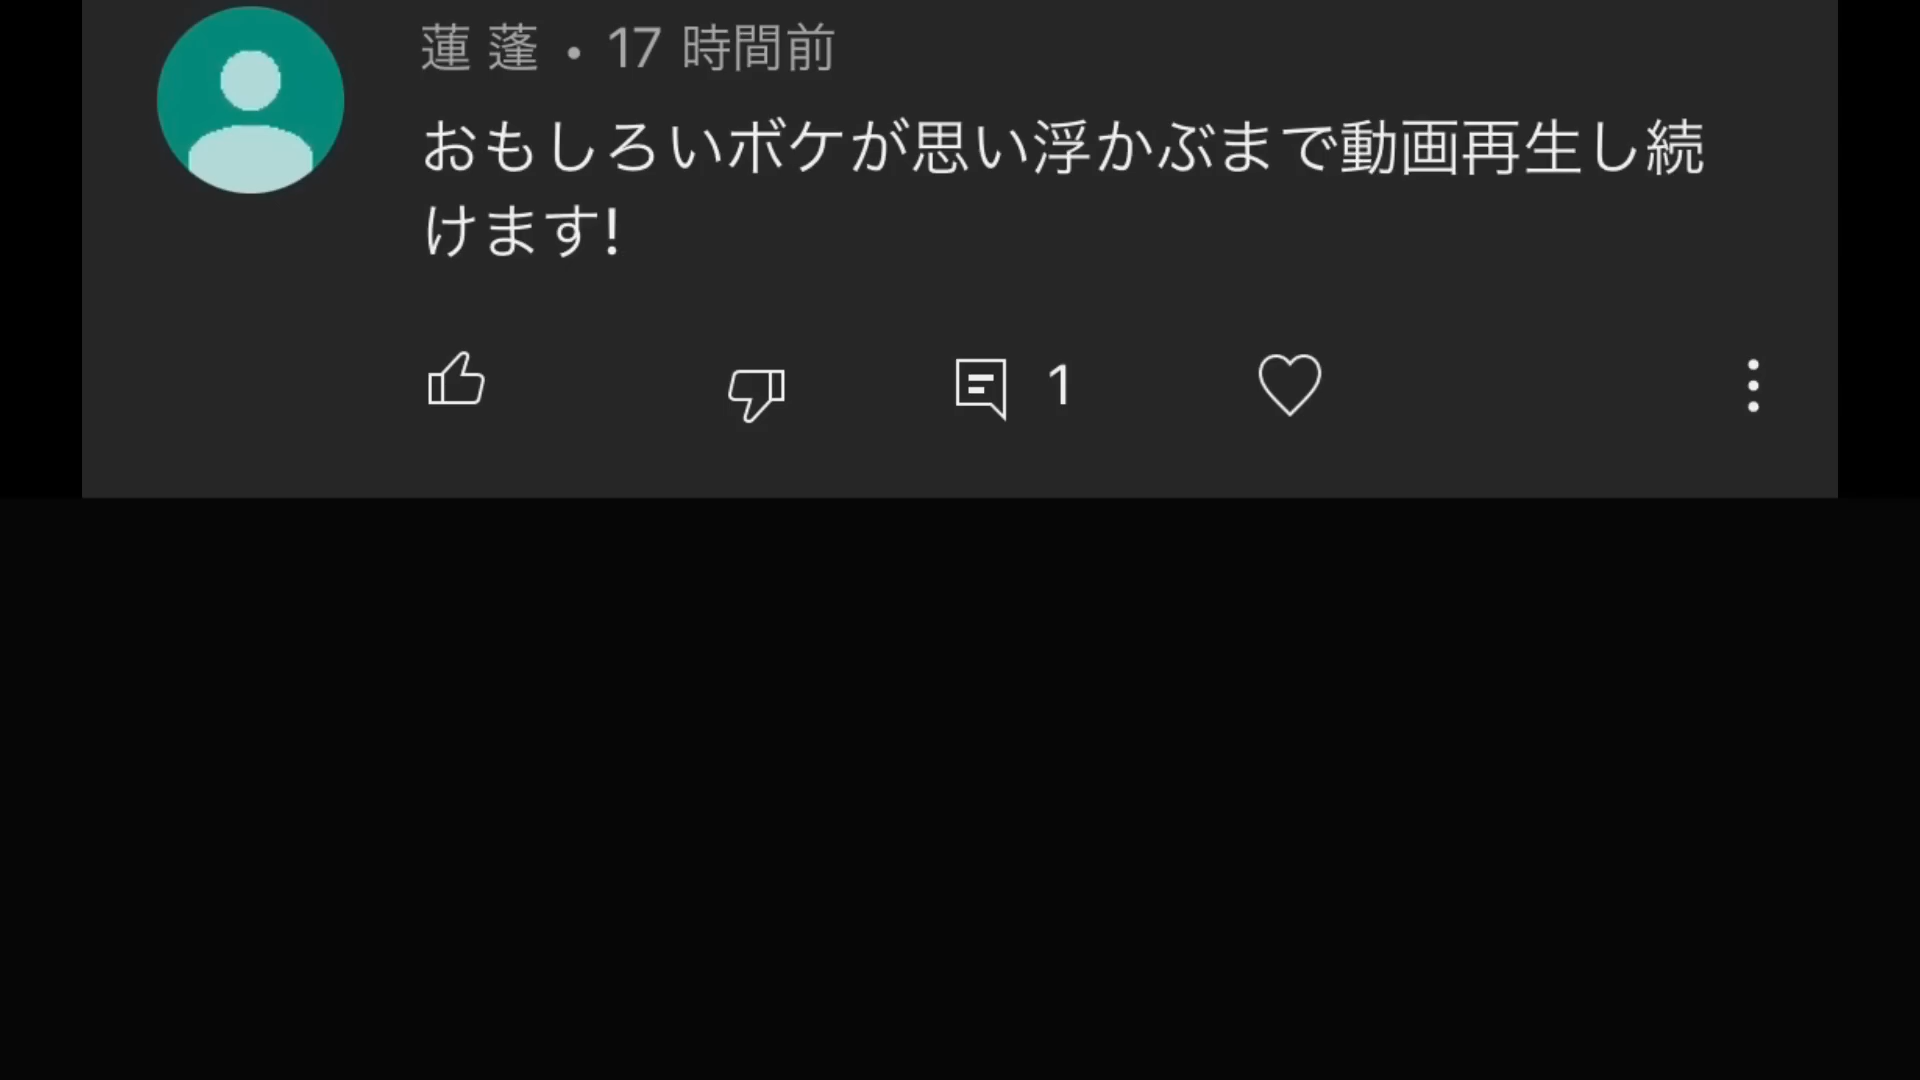 蓮 蓬 • 17 時間前
おもしろいボケが思い浮かぶまで動画再生し続
けます!
1